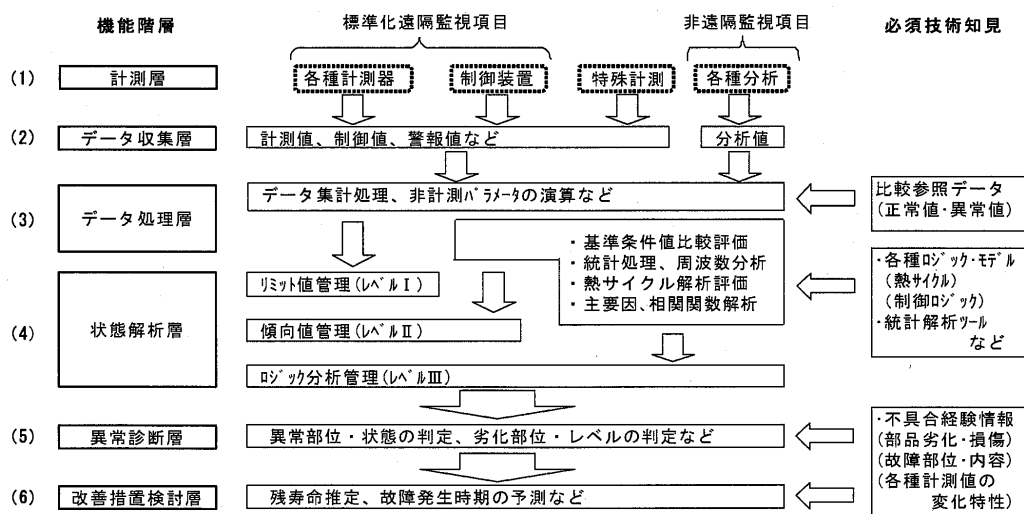 機能階層
標準化遠隔監視項目
非遠隔監視項目
必須技術知見
(1) 計測層
各種計測器
制御装置
特殊計測
各種分析
(2) データ収集層
計測値、制御値、警報値など
分析値
(3) データ処理層
データ集計処理、非計測パラメータの演算など
比較参照データ
(正常値・異常値)
・基準条件値比較評価
・統計処理、周波数分析
・熱サイクル解析評価
・主要因、相関関数解析
・各種ロジック・モデル
(熱サイクル)
(制御ロジック)
・統計解析ツール
など
(4) 状態解析層
リミット値管理(レベルⅠ)
傾向値管理(レベルⅡ)
ロジック分析管理(レベルⅢ)
(5) 異常診断層
異常部位・状態の判定、劣化部位・レベルの判定など
・不具合経験情報
(部品劣化・損傷)
(故障部位・内容)
(各種計測値の
変化特性)
(6) 改善措置検討層
残寿命推定、故障発生時期の予測など